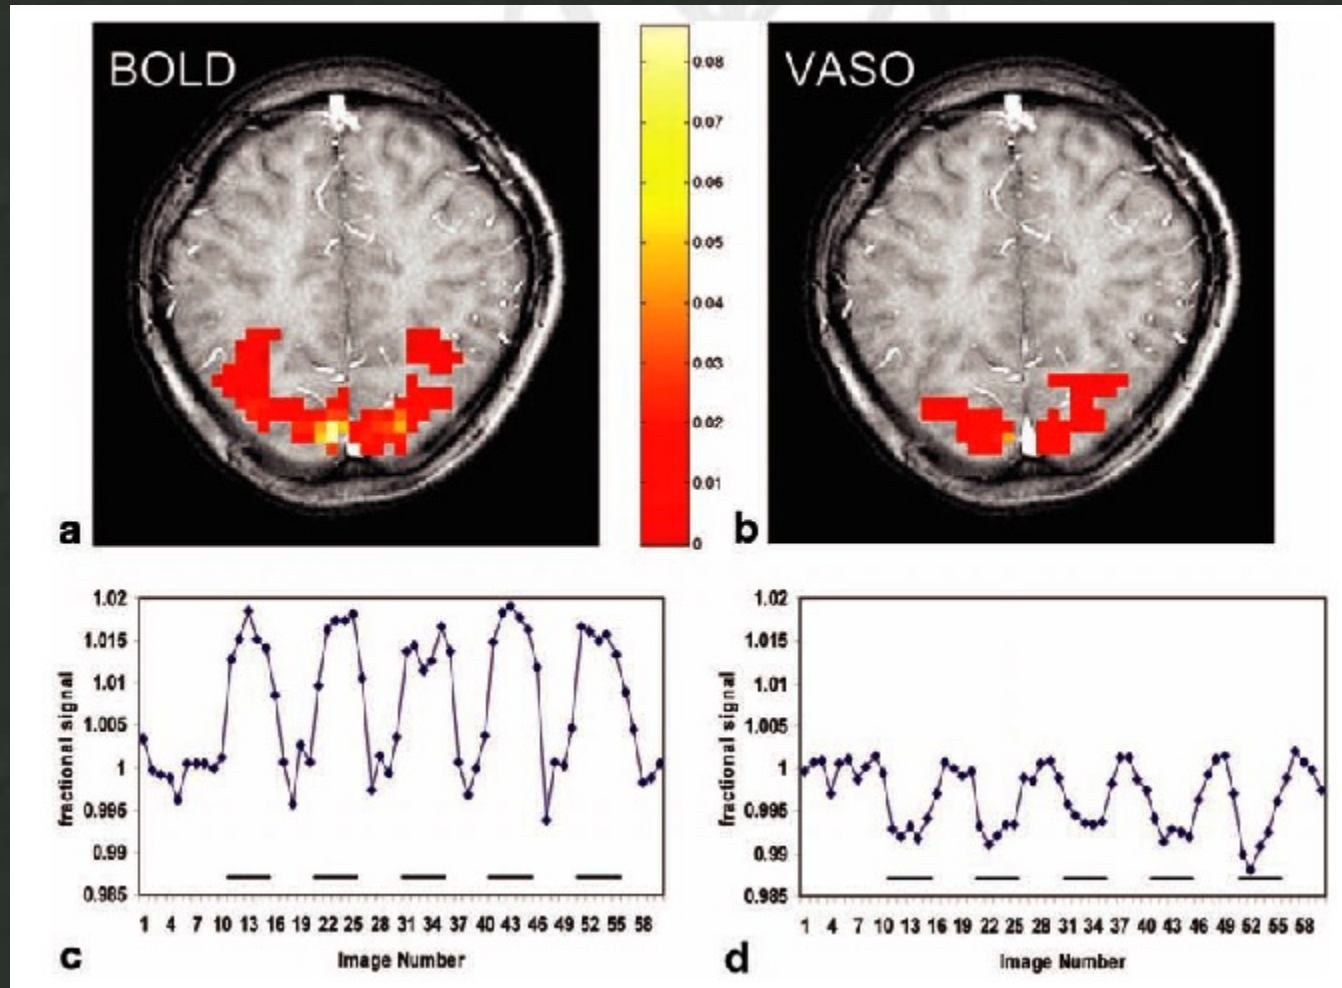 BOLD
VASO
0.08
0.07
0.06
0.05
0.04
0.03
0.02
0.01
0
a
b
1.02
1.015
1.01
1.005
1
0.995
0.99
0.985
fractional signal
1 4 7 10 13 16 19 22 25 28 31 34 37 40 43 46 49 52 55 58
Image Number
c
1.02
1.015
1.01
1.005
1
0.995
0.99
0.985
fractional signal
1 4 7 10 13 16 19 22 25 28 31 34 37 40 43 46 49 52 55 58
Image Number
d